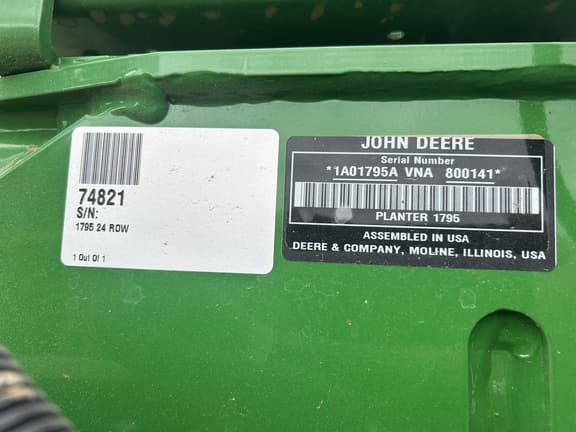 74821
S/N:
1795 24 ROW
1 Out Of 1
JOHN DEERE
Serial Number
*1A01795A VNA 800141*
PLANTER 1795
ASSEMBLED IN USA
DEERE & COMPANY, MOLINE, ILLINOIS, USA